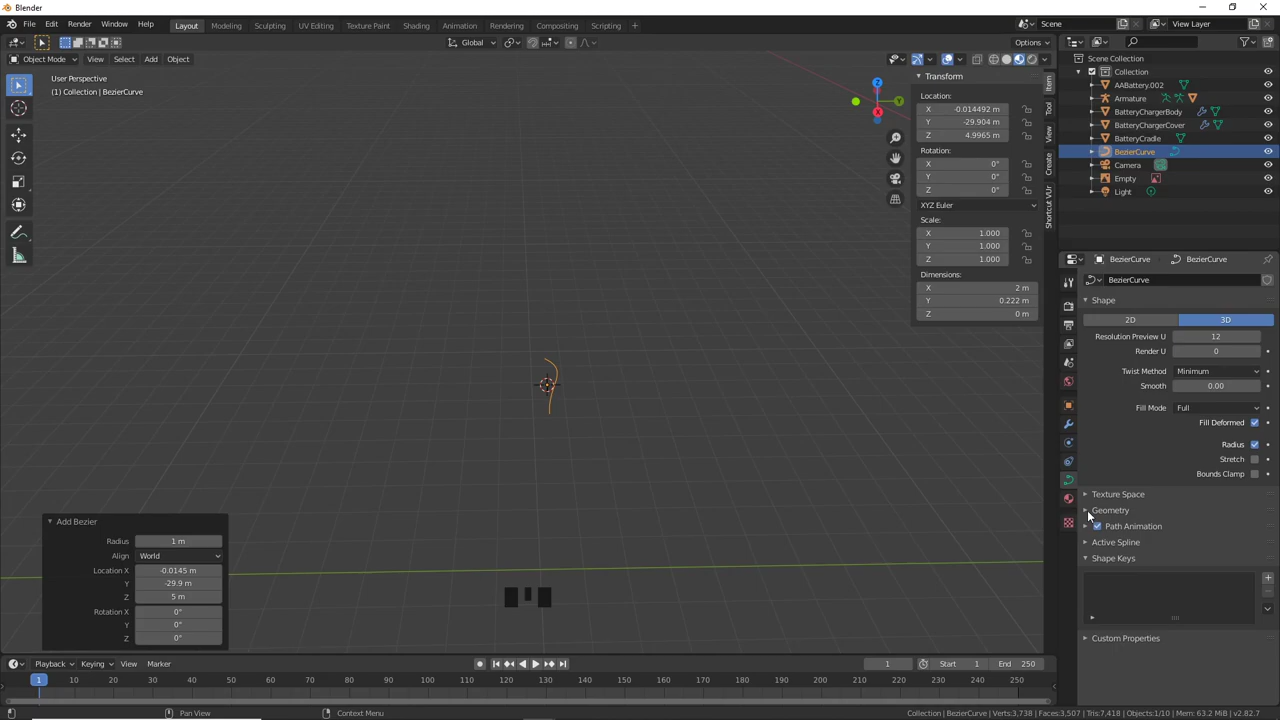 Blender
File Edit Render Window Help Layout Modeling Sculpting UV Editing Texture Paint Shading Animation Rendering Compositing Scripting + Scene View Layer
Global Options
Object Mode View Select Add Object
User Perspective
(1) Collection | BezierCurve
Transform
Location:
X -0.014492 m
Y -29.904 m
Z 4.9965 m
Rotation:
X 0°
Y 0°
Z 0°
XYZ Euler
Scale:
X 1.000
Y 1.000
Z 1.000
Dimensions:
X 2 m
Y 0.222 m
Z 0 m
Item
Tool
View
Create
Shortcut VUr
Z
Y
X
Scene Collection
Collection
AABattery.002
Armature
BatteryChargerBody
BatteryChargerCover
BatteryCradle
BezierCurve
Camera
Empty
Light
BezierCurve BezierCurve
BezierCurve
Shape
2D 3D
Resolution Preview U 12
Render U 0
Twist Method Minimum
Smooth 0.00
Fill Mode Full
Fill Deformed
Radius
Stretch
Bounds Clamp
Texture Space
Geometry
Path Animation
Active Spline
Shape Keys
Custom Properties
Add Bezier
Radius 1 m
Align World
Location X -0.0145 m
Y -29.9 m
Z 5 m
Rotation X 0°
Y 0°
Z 0°
Playback Keying View Marker 1 Start 1 End 250
1 10 20 30 40 50 60 70 80 90 100 110 120 130 140 150 160 170 180 190 200 210 220 230 240 250
Pan View Context Menu Collection | BezierCurve | Verts:3,738 | Faces:3,507 | Tris:7,418 | Objects:1/10 | Mem: 63.2 MiB | v2.82.7